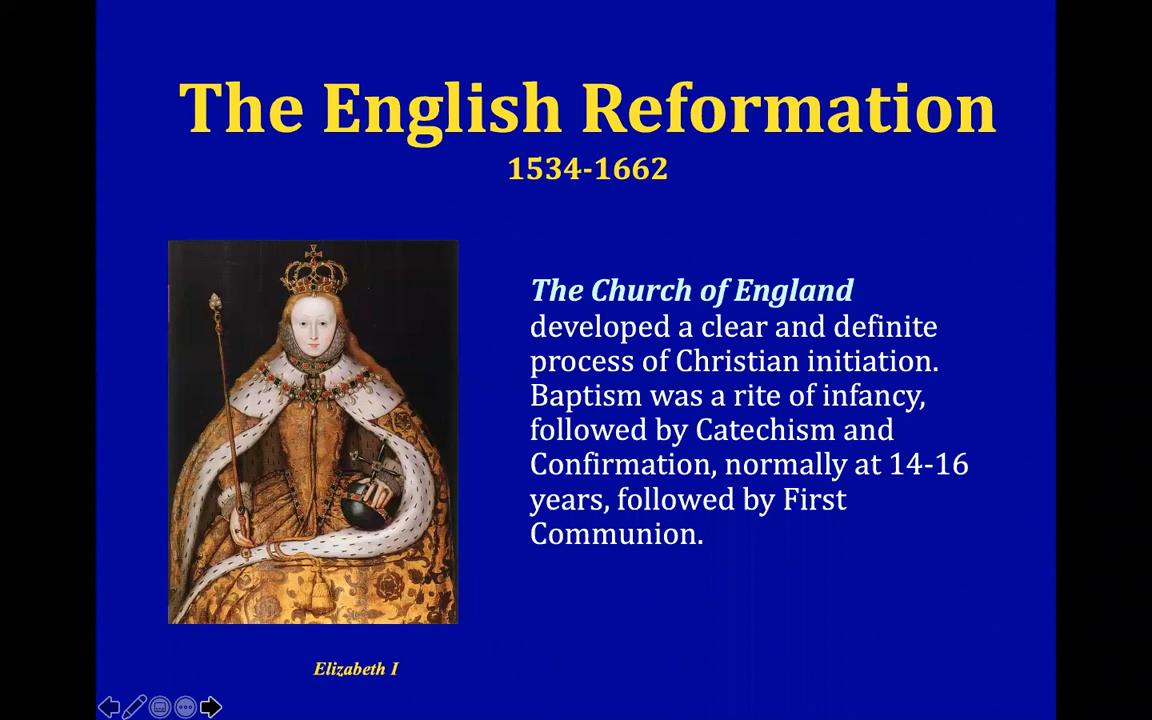 The English Reformation
1534-1662
The Church of England
developed a clear and definite
process of Christian initiation.
Baptism was a rite of infancy,
followed by Catechism and
Confirmation, normally at 14-16
years, followed by First
Communion.
Elizabeth I